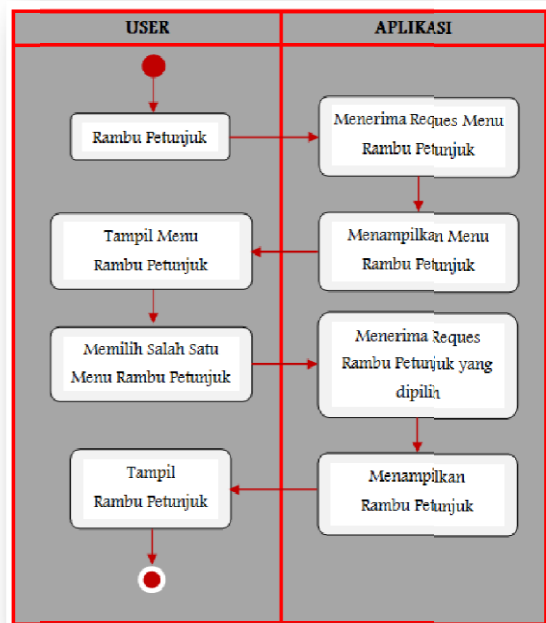 USER
APLIKASI
Rambu Petunjuk
Menerima Reques Menu
Rambu Petunjuk
Tampil Menu
Rambu Petunjuk
Menampilkan Menu
Rambu Petunjuk
Memilih Salah Satu
Menu Rambu Petunjuk
Menerima Reques
Rambu Petunjuk yang
dipilih
Tampil
Rambu Petunjuk
Menampilkan
Rambu Petunjuk